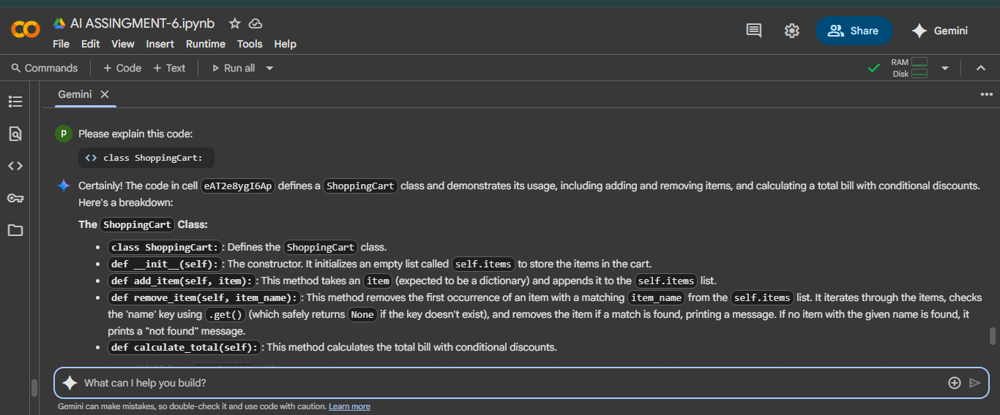 AI ASSINGMENT-6.ipynb
File Edit View Insert Runtime Tools Help
Share
Gemini
Commands + Code + Text Run all
RAM
Disk
Gemini
P Please explain this code:
<> class ShoppingCart:
Certainly! The code in cell eAT2e8ygI6Ap defines a ShoppingCart class and demonstrates its usage, including adding and removing items, and calculating a total bill with conditional discounts.
Here's a breakdown:
The ShoppingCart Class:
• class ShoppingCart: : Defines the ShoppingCart class.
• def __init__(self): : The constructor. It initializes an empty list called self.items to store the items in the cart.
• def add_item(self, item): : This method takes an item (expected to be a dictionary) and appends it to the self.items list.
• def remove_item(self, item_name): : This method removes the first occurrence of an item with a matching item_name from the self.items list. It iterates through the items, checks
the 'name' key using .get() (which safely returns None if the key doesn't exist), and removes the item if a match is found, printing a message. If no item with the given name is found, it
prints a "not found" message.
• def calculate_total(self): : This method calculates the total bill with conditional discounts.
What can I help you build?
Gemini can make mistakes, so double-check it and use code with caution. Learn more